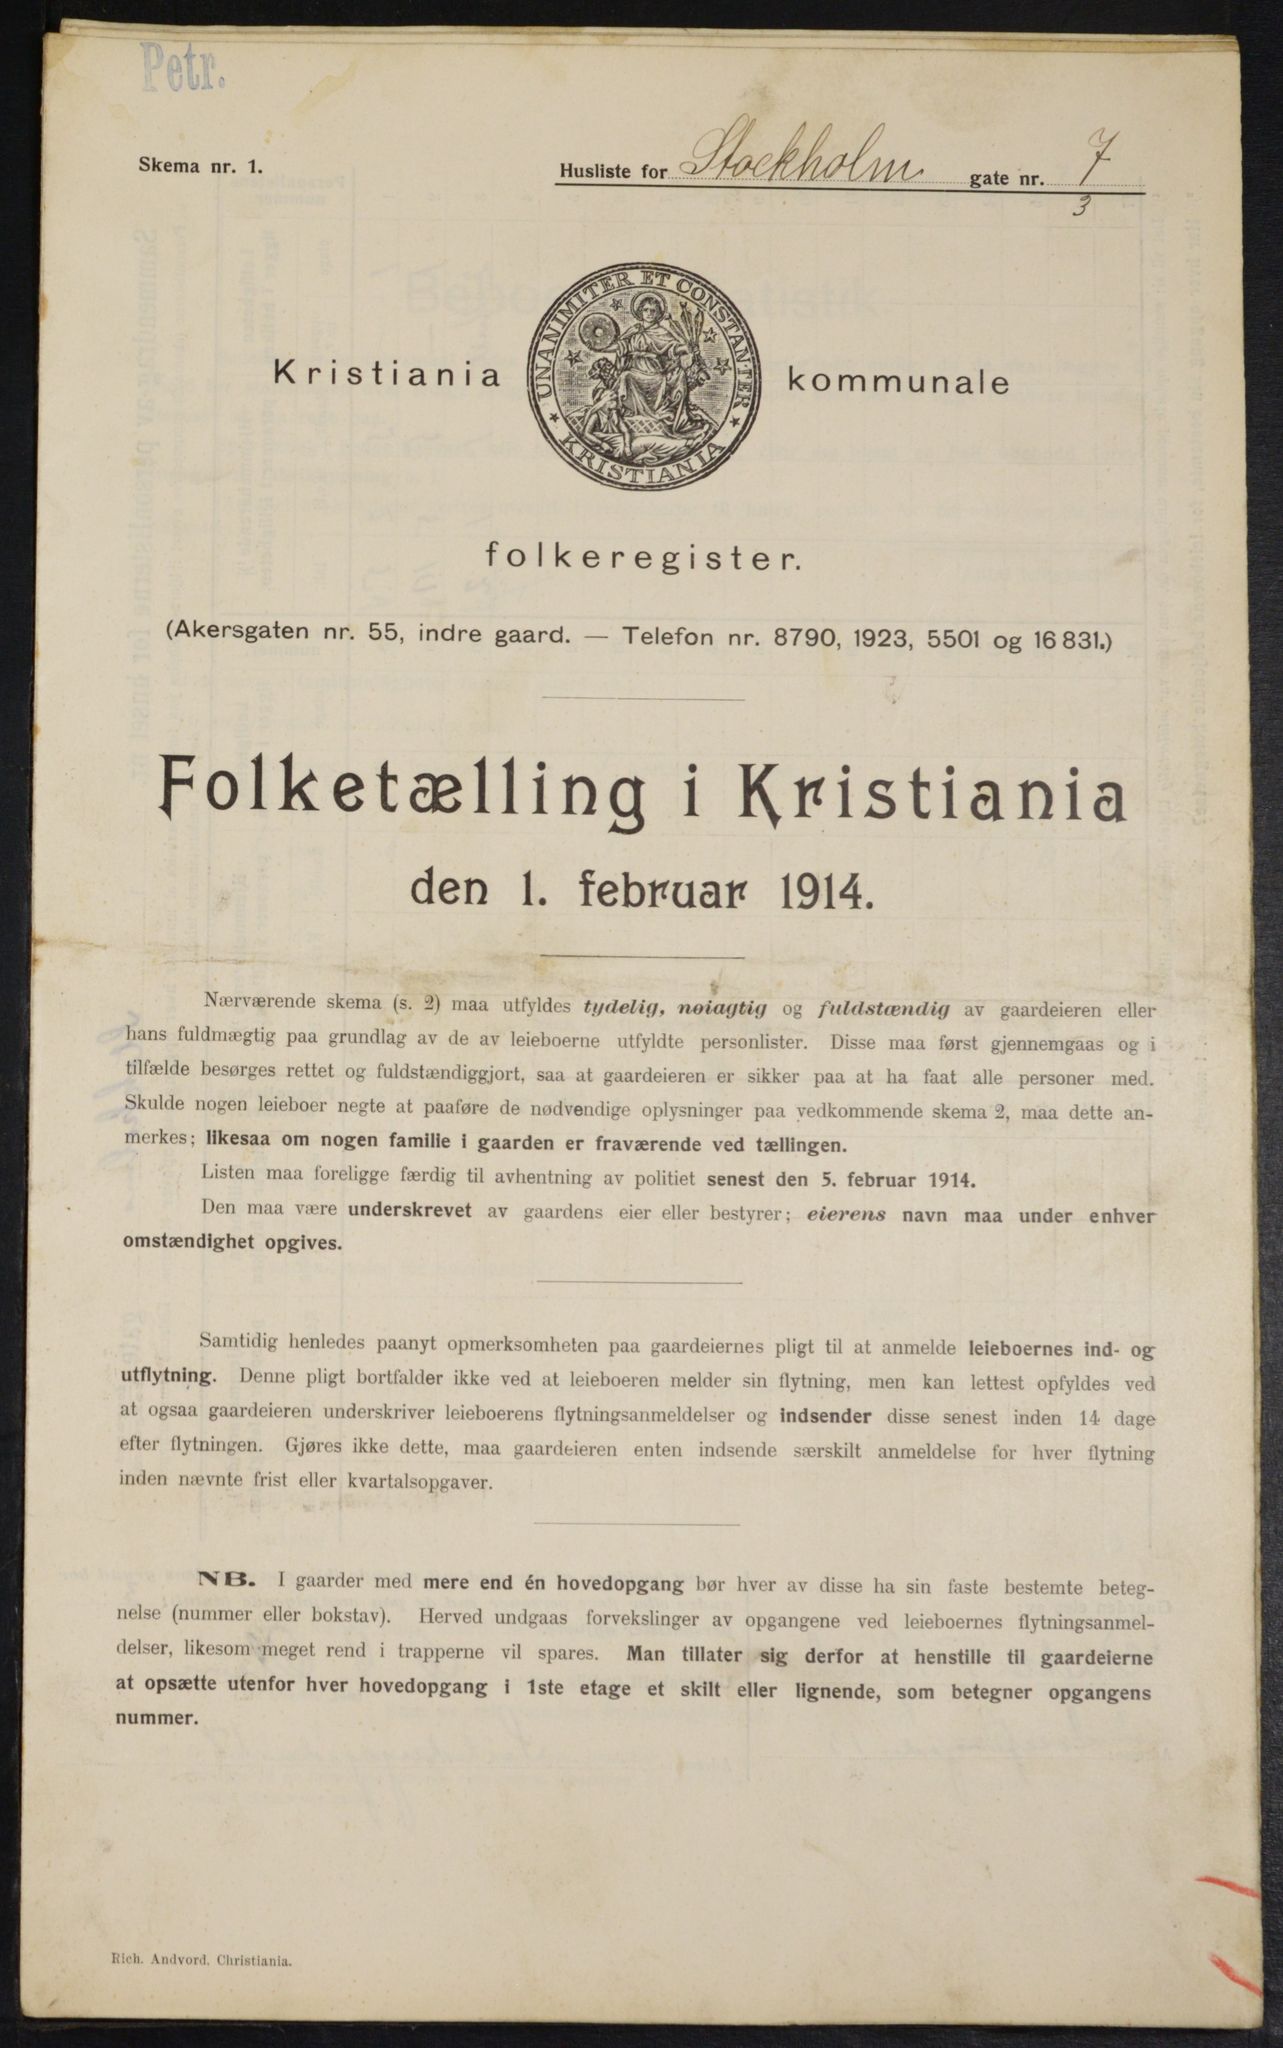 Petr.
Skema nr. 1.
Husliste for Stockholm gate nr. 7
3
UNANIMITER ET CONSTANTER
★ KRISTIANIA ★
Kristiania kommunale
folkeregister.
(Akersgaten nr. 55, indre gaard. — Telefon nr. 8790, 1923, 5501 og 16 831.)
Folketælling i Kristiania
den 1. februar 1914.
Nærværende skema (s. 2) maa utfyldes tydelig, nøiagtig og fuldstændig av gaardeieren eller
hans fuldmægtig paa grundlag av de av leieboerne utfyldte personlister. Disse maa først gjennemgaas og i
tilfælde besørges rettet og fuldstændiggjort, saa at gaardeieren er sikker paa at ha faat alle personer med.
Skulde nogen leieboer negte at paaføre de nødvendige oplysninger paa vedkommende skema 2, maa dette an-
merkes; likesaa om nogen familie i gaarden er fraværende ved tællingen.
Listen maa foreligge færdig til avhentning av politiet senest den 5. februar 1914.
Den maa være underskrevet av gaardens eier eller bestyrer; eierens navn maa under enhver
omstændighet opgives.
Samtidig henledes paanyt opmerksomheten paa gaardeiernes pligt til at anmelde leieboernes ind- og
utflytning. Denne pligt bortfalder ikke ved at leieboeren melder sin flytning, men kan lettest opfyldes ved
at ogsaa gaardeieren underskriver leieboerens flytningsanmeldelser og indsender disse senest inden 14 dage
efter flytningen. Gjøres ikke dette, maa gaardeieren enten indsende særskilt anmeldelse for hver flytning
inden nævnte frist eller kvartalsopgaver.
NB. I gaarder med mere end én hovedopgang bør hver av disse ha sin faste bestemte beteg-
nelse (nummer eller bokstav). Herved undgaas forvekslinger av opgangene ved leieboernes flytningsanmel-
delser, likesom meget rend i trapperne vil spares. Man tillater sig derfor at henstille til gaardeierne
at opsætte utenfor hver hovedopgang i 1ste etage et skilt eller lignende, som betegner opgangens
nummer.
Rich. Andvord. Christiania.